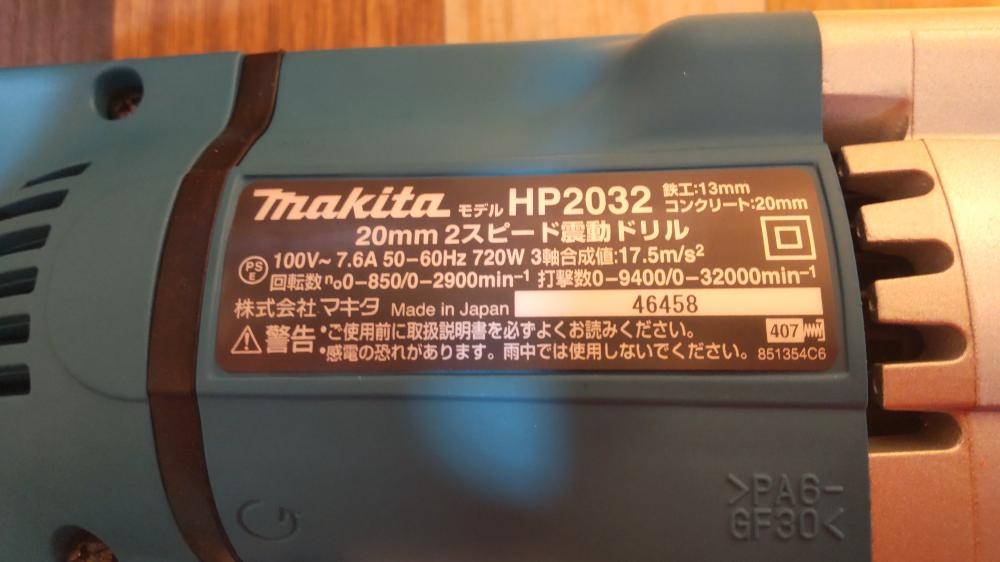 makita モデル HP2032 鉄工:13mm コンクリート:20mm
20mm 2スピード震動ドリル
100V~ 7.6A 50-60Hz 720W 3軸合成値:17.5m/s²
PS E
回転数n₀0-850/0-2900min⁻¹ 打撃数0-9400/0-32000min⁻¹
株式会社 マキタ Made in Japan 46458
⚠警告 •ご使用前に取扱説明書を必ずよくお読みください。
•感電の恐れがあります。雨中では使用しないでください。
407
851354C6
G
>PA6-
GF30<